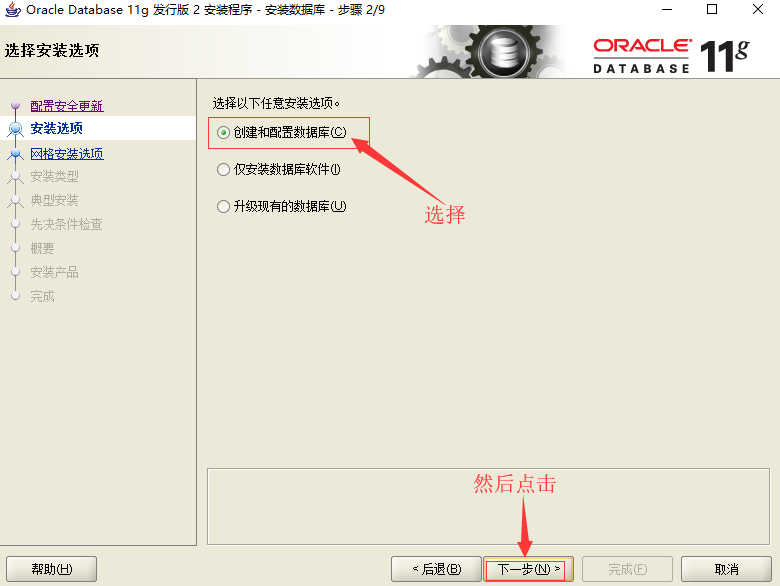 Oracle Database 11g 发行版 2 安装程序 - 安装数据库 - 步骤 2/9
选择安装选项
ORACLE
DATABASE 11g
配置安全更新
安装选项
网格安装选项
安装类型
典型安装
先决条件检查
概要
安装产品
完成
选择以下任意安装选项。
创建和配置数据库(C)
仅安装数据库软件(I)
升级现有的数据库(U)
选择
然后点击
帮助(H)
< 后退(B)
下一步(N) >
完成(F)
取消